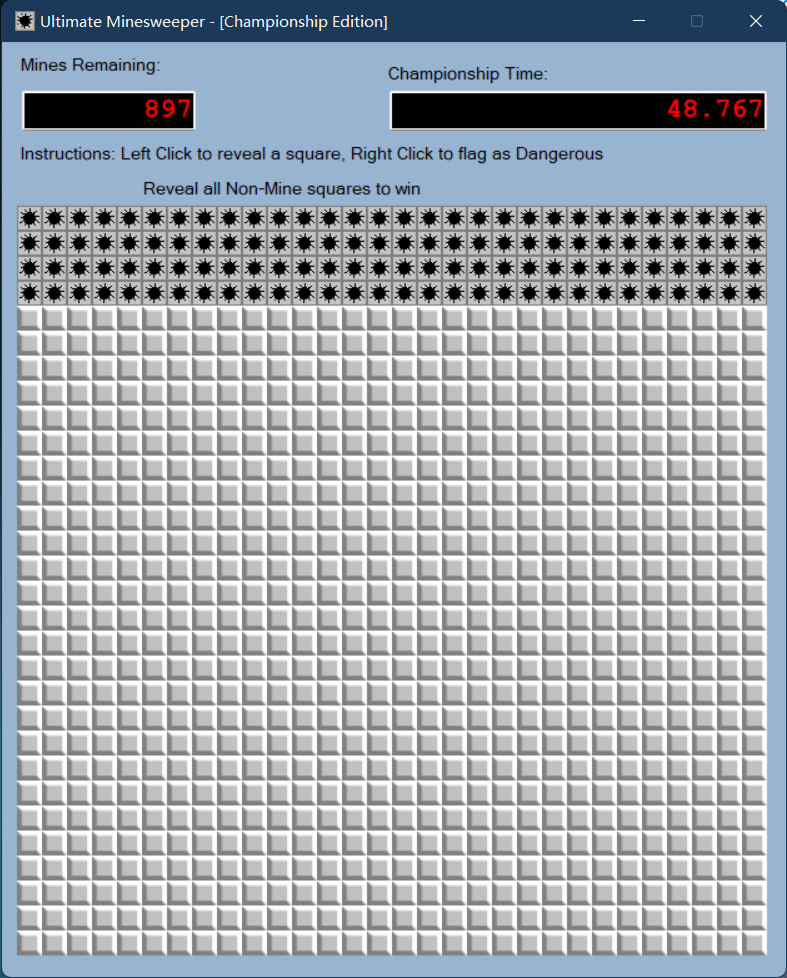 Ultimate Minesweeper - [Championship Edition]
Mines Remaining:
Championship Time:
897
48.767
Instructions: Left Click to reveal a square, Right Click to flag as Dangerous
Reveal all Non-Mine squares to win